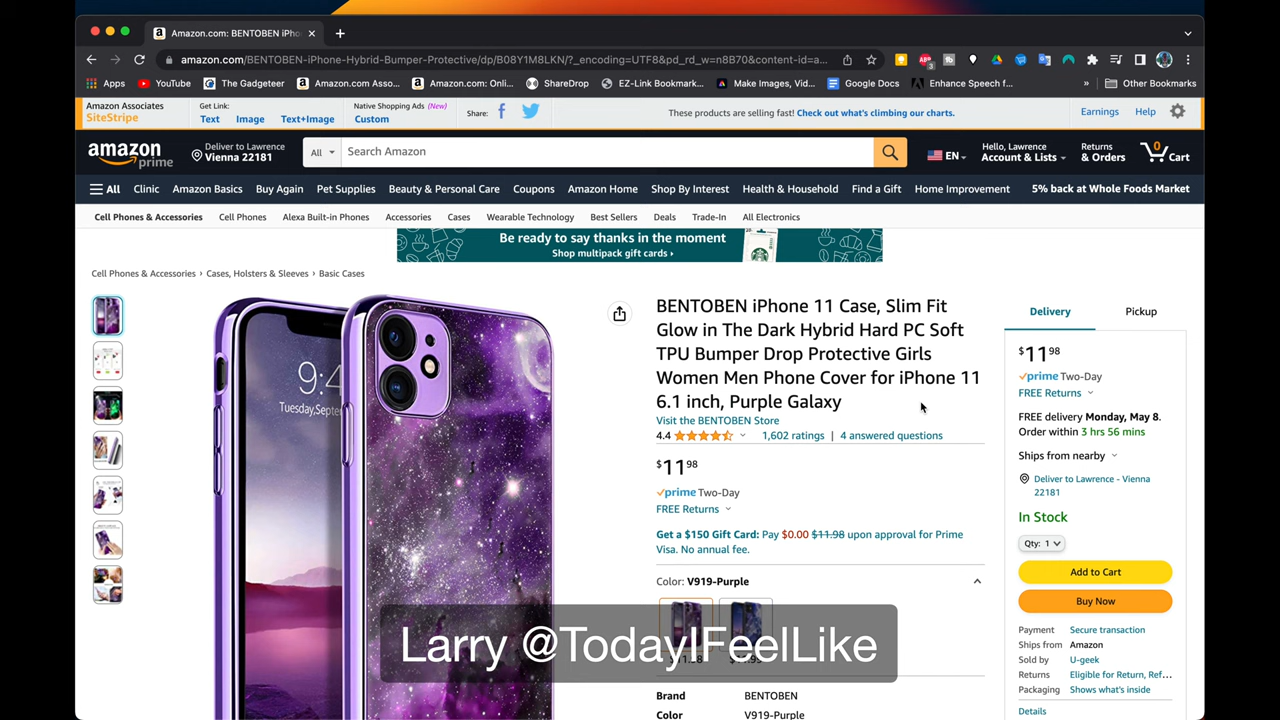 Amazon.com: BENTOBEN iPho
amazon.com/BENTOBEN-iPhone-Hybrid-Bumper-Protective/dp/B08Y1M8LKN/?_encoding=UTF8&pd_rd_w=n8B70&content-id=a...
Apps YouTube The Gadgeteer Amazon.com Asso... Amazon.com: Onli... ShareDrop EZ-Link Bookmark... Make Images, Vid... Google Docs Enhance Speech f... » Other Bookmarks
Amazon Associates
SiteStripe
Get Link:
Text Image Text+Image
Native Shopping Ads (New)
Custom
Share:
These products are selling fast! Check out what's climbing our charts.
Earnings Help
amazon
prime
Deliver to Lawrence
Vienna 22181
All Search Amazon
EN
Hello, Lawrence
Account & Lists
Returns
& Orders
0
Cart
All Clinic Amazon Basics Buy Again Pet Supplies Beauty & Personal Care Coupons Amazon Home Shop By Interest Health & Household Find a Gift Home Improvement 5% back at Whole Foods Market
Cell Phones & Accessories Cell Phones Alexa Built-in Phones Accessories Cases Wearable Technology Best Sellers Deals Trade-In All Electronics
Be ready to say thanks in the moment
Shop multipack gift cards ›
Cell Phones & Accessories › Cases, Holsters & Sleeves › Basic Cases
9:4
Tuesday,Septe
BENTOBEN iPhone 11 Case, Slim Fit
Glow in The Dark Hybrid Hard PC Soft
TPU Bumper Drop Protective Girls
Women Men Phone Cover for iPhone 11
6.1 inch, Purple Galaxy
Visit the BENTOBEN Store
4.4 1,602 ratings | 4 answered questions
$11 98
prime Two-Day
FREE Returns
Get a $150 Gift Card: Pay $0.00 $11.98 upon approval for Prime
Visa. No annual fee.
Color: V919-Purple
Larry @TodayIFeelLike
Brand BENTOBEN
Color V919-Purple
Delivery Pickup
$11 98
prime Two-Day
FREE Returns
FREE delivery Monday, May 8.
Order within 3 hrs 56 mins
Ships from nearby
Deliver to Lawrence - Vienna
22181
In Stock
Qty: 1
Add to Cart
Buy Now
Payment Secure transaction
Ships from Amazon
Sold by U-geek
Returns Eligible for Return, Ref...
Packaging Shows what's inside
Details